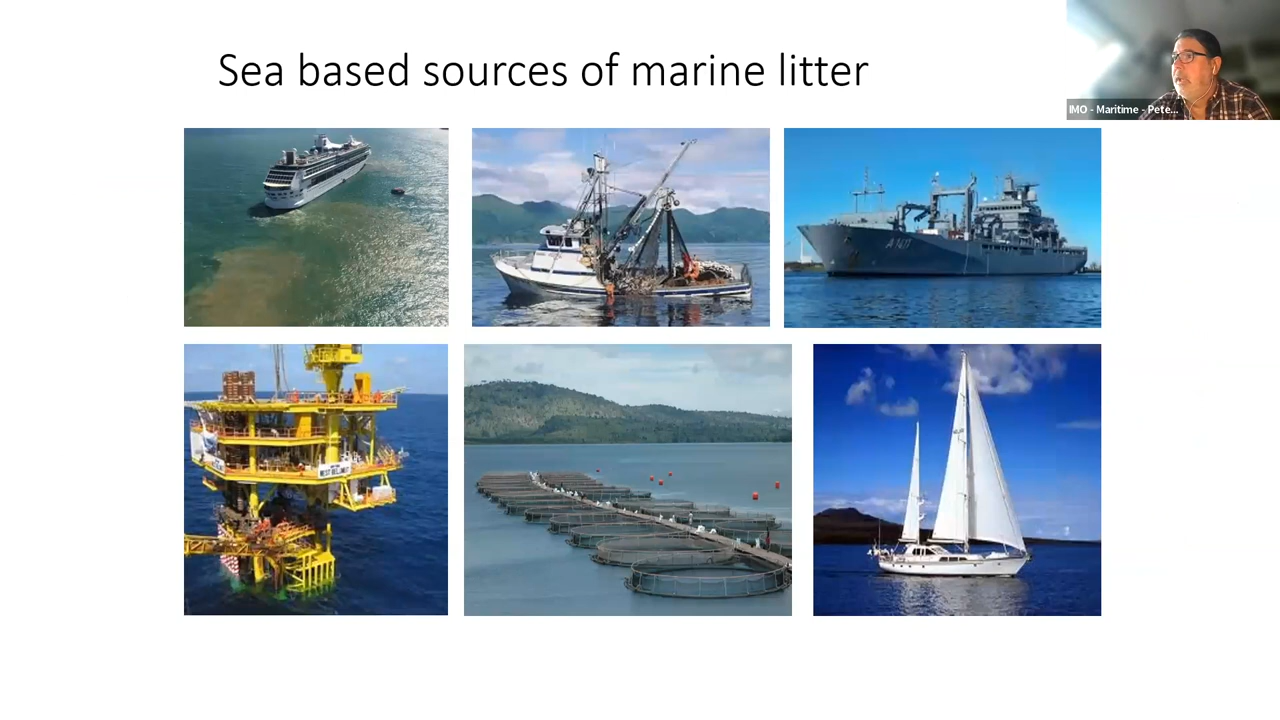 Sea based sources of marine litter
IMO - Maritime - Pete...
A1411